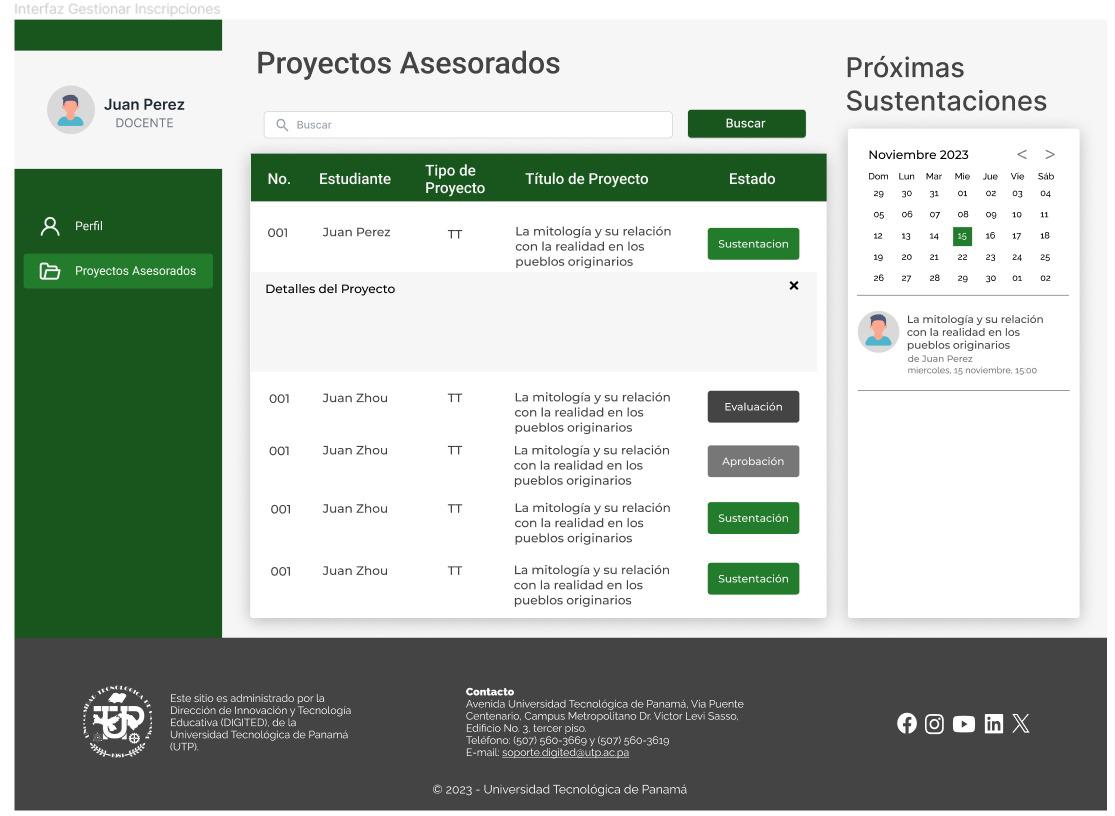 Interfaz Gestionar Inscripciones
Juan Perez
DOCENTE
Perfil
Proyectos Asesorados
Proyectos Asesorados
Buscar
Buscar
No.
Estudiante
Tipo de
Proyecto
Título de Proyecto
Estado
001
Juan Perez
TT
La mitología y su relación
con la realidad en los
pueblos originarios
Sustentacion
Detalles del Proyecto
001
Juan Zhou
TT
La mitología y su relación
con la realidad en los
pueblos originarios
Evaluación
001
Juan Zhou
TT
La mitología y su relación
con la realidad en los
pueblos originarios
Aprobación
001
Juan Zhou
TT
La mitología y su relación
con la realidad en los
pueblos originarios
Sustentación
001
Juan Zhou
TT
La mitología y su relación
con la realidad en los
pueblos originarios
Sustentación
Próximas
Sustentaciones
Noviembre 2023 < >
Dom Lun Mar Mie Jue Vie Sáb
29 30 31 01 02 03 04
05 06 07 08 09 10 11
12 13 14 15 16 17 18
19 20 21 22 23 24 25
26 27 28 29 30 01 02
La mitología y su relación
con la realidad en los
pueblos originarios
de Juan Perez
miercoles, 15 noviembre, 15:00
UTP
Este sitio es administrado por la
Dirección de Innovación y Tecnología
Educativa (DIGITED), de la
Universidad Tecnológica de Panamá
(UTP).
Contacto
Avenida Universidad Tecnológica de Panamá, Vía Puente
Centenario, Campus Metropolitano Dr. Víctor Levi Sasso.
Edificio No. 3, tercer piso.
Teléfono: (507) 560-3669 y (507) 560-3619
E-mail: soporte.digited@utp.ac.pa
© 2023 - Universidad Tecnológica de Panamá